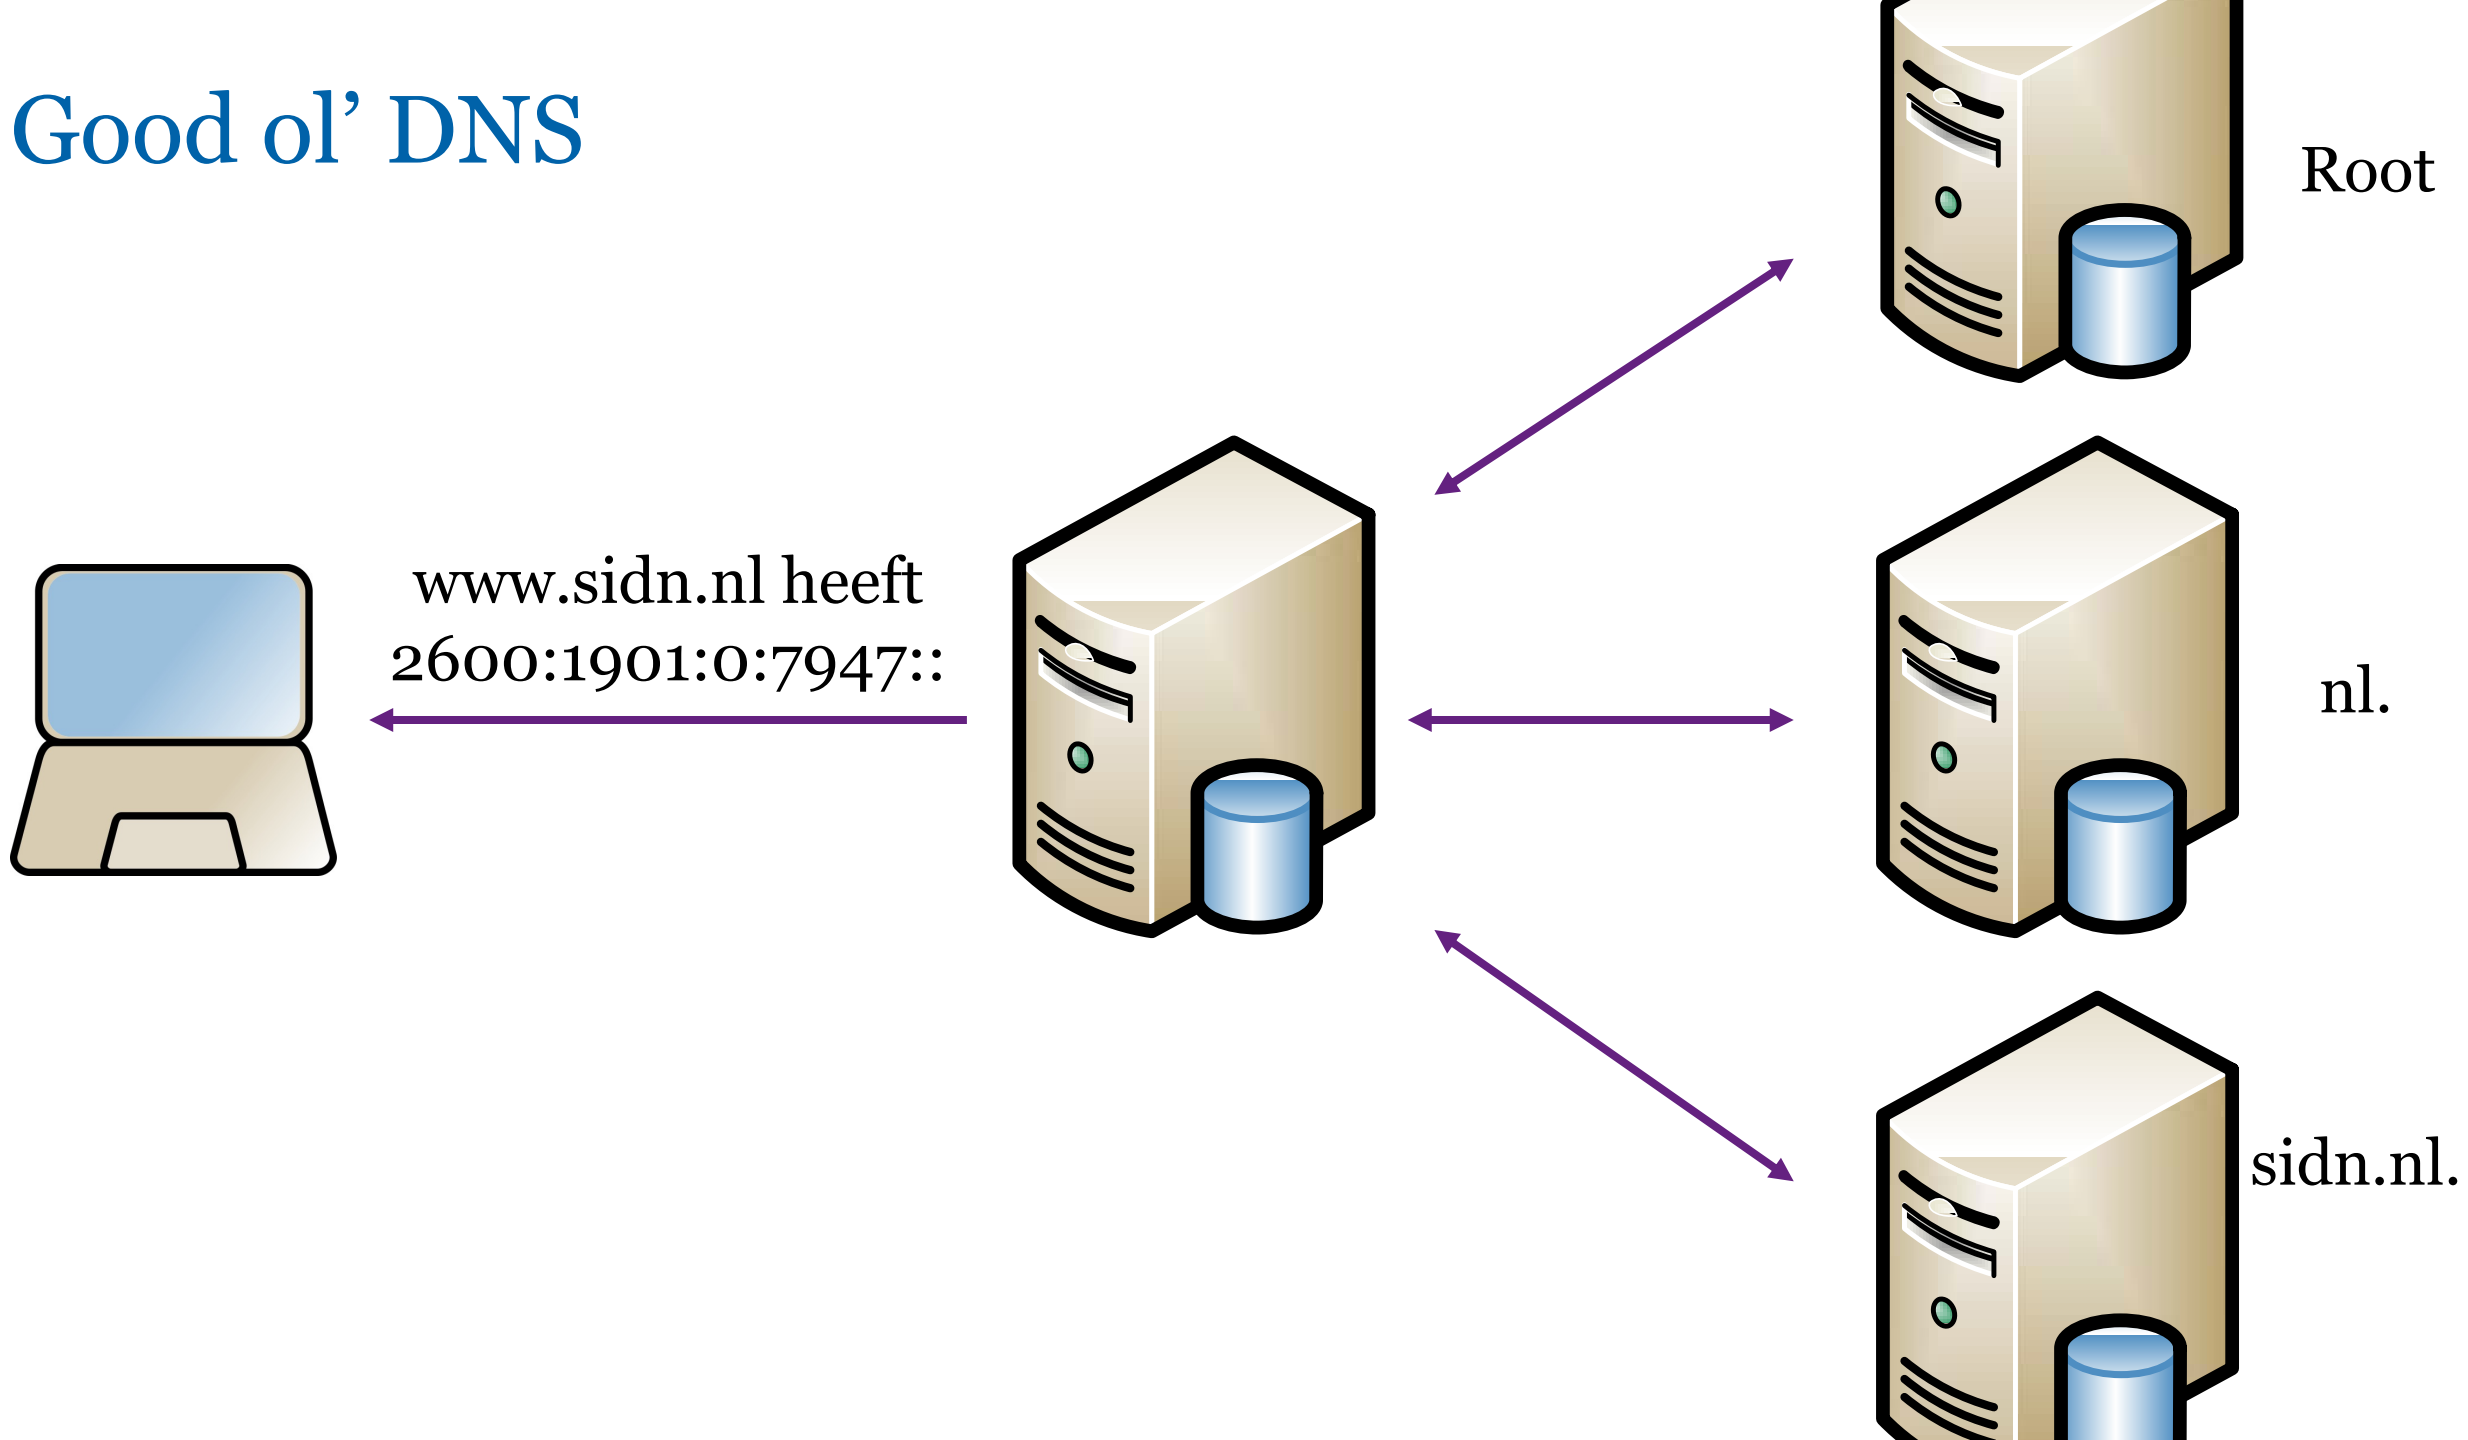 Good ol’ DNS
Root
www.sidn.nl heeft
2600:1901:0:7947::
nl.
sidn.nl.